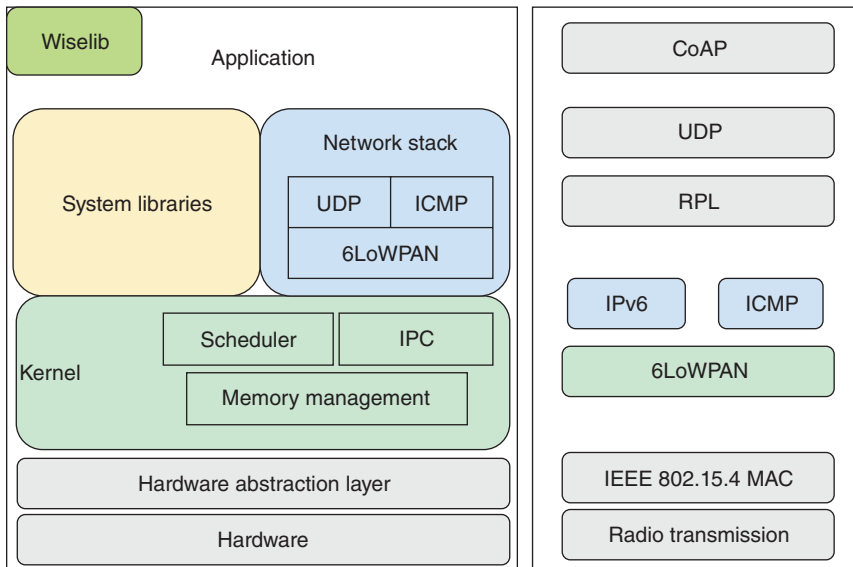 Wiselib
Application
System libraries
Network stack
UDP
ICMP
6LoWPAN
Kernel
Scheduler
IPC
Memory management
Hardware abstraction layer
Hardware
CoAP
UDP
RPL
IPv6
ICMP
6LoWPAN
IEEE 802.15.4 MAC
Radio transmission